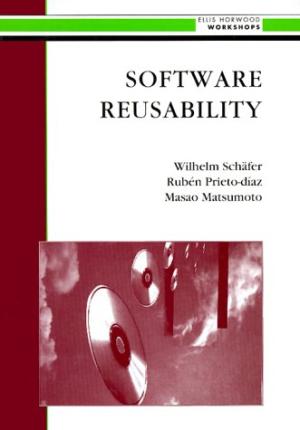 ELLIS HORWOOD
WORKSHOPS
SOFTWARE
REUSABILITY
Wilhelm Schäfer
Rubén Prieto-díaz
Masao Matsumoto